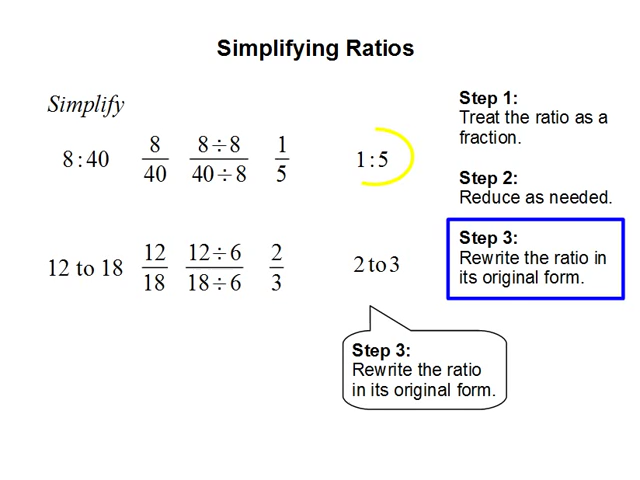 Simplifying Ratios
Simplify
8:40 8/40 8÷8/40÷8 1/5 1:5
12 to 18 12/18 12÷6/18÷6 2/3 2 to 3
Step 1:
Treat the ratio as a
fraction.
Step 2:
Reduce as needed.
Step 3:
Rewrite the ratio in
its original form.
Step 3:
Rewrite the ratio
in its original form.